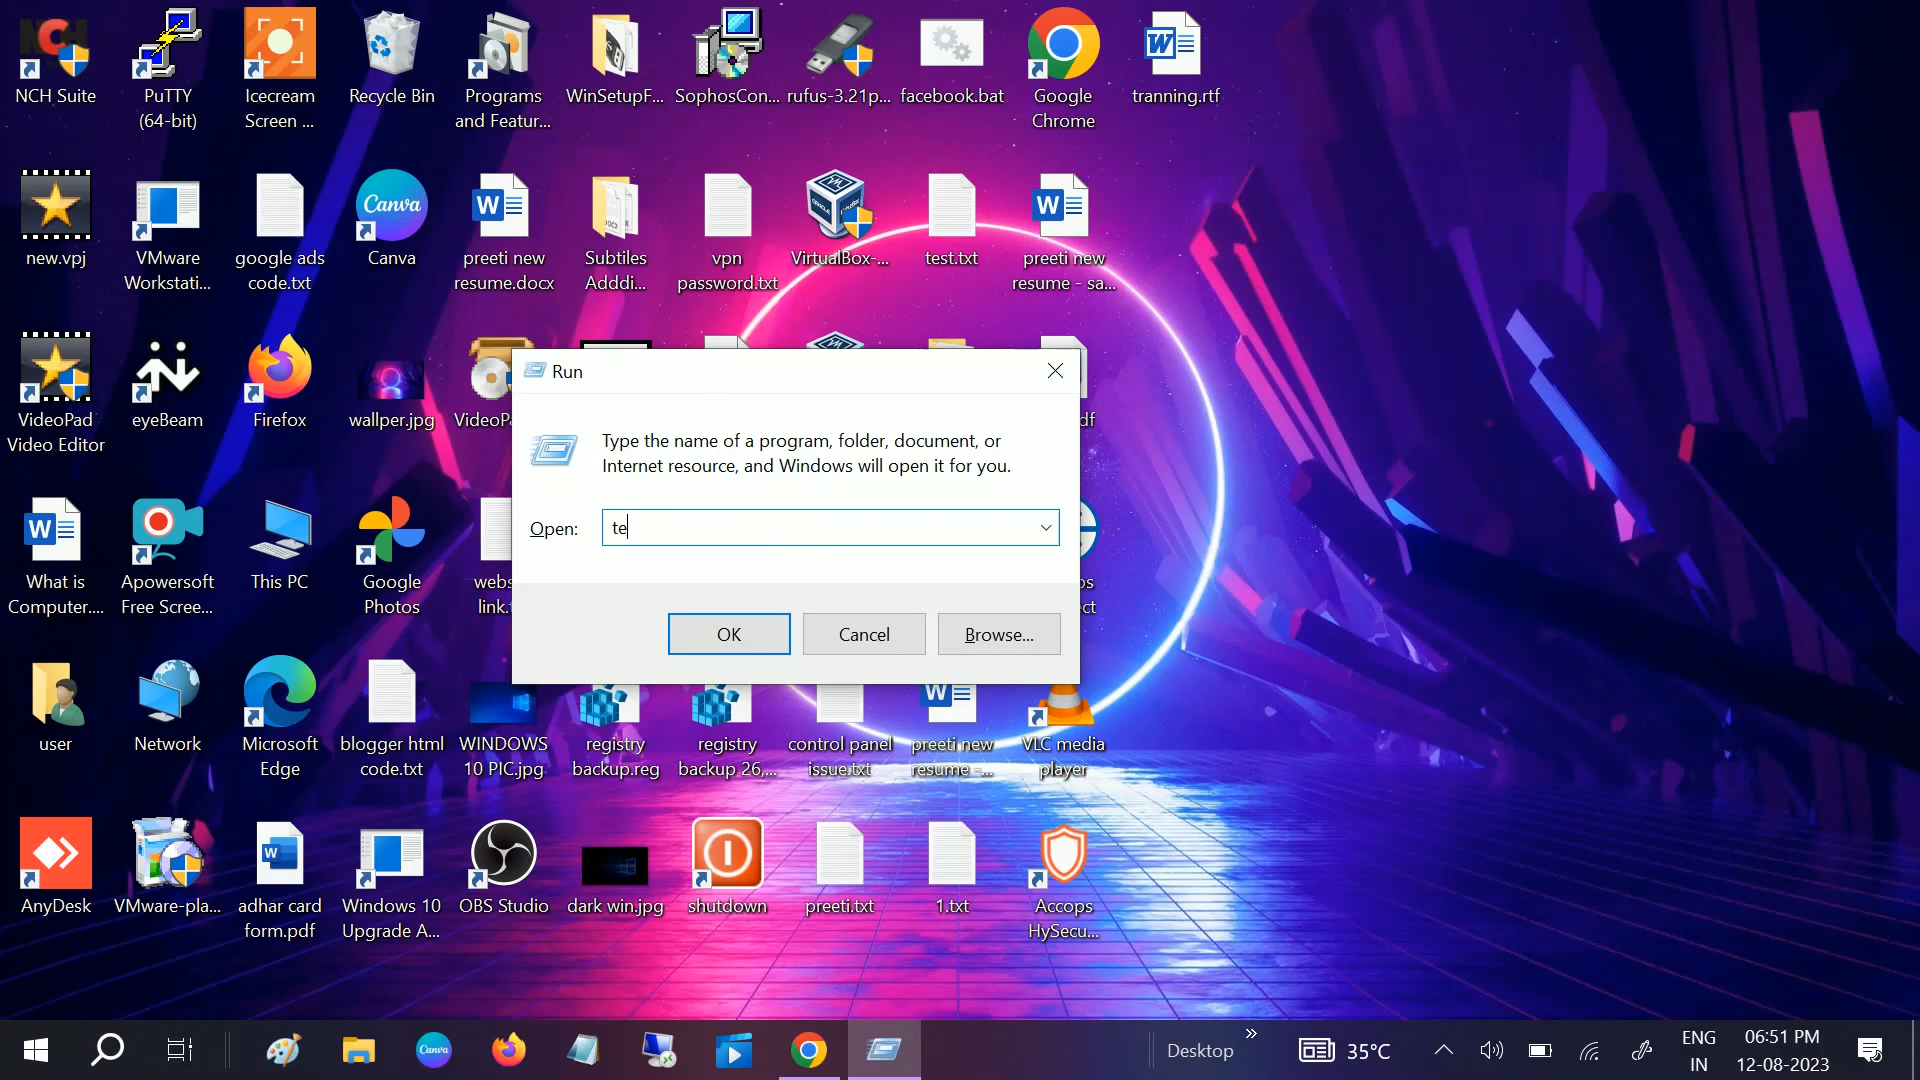 NCH Suite
PuTTY
(64-bit)
Icecream
Screen ...
Recycle Bin
Programs
and Featur...
WinSetupF...
SophosCon...
rufus-3.21p...
facebook.bat
Google
Chrome
tranning.rtf
new.vpj
VMware
Workstati...
google ads
code.txt
Canva
Canva
preeti new
resume.docx
Subtiles
Adddi...
vpn
password.txt
VirtualBox-...
test.txt
preeti new
resume - sa...
VideoPad
Video Editor
eyeBeam
Firefox
wallper.jpg
VideoP
df
Run
Type the name of a program, folder, document, or
Internet resource, and Windows will open it for you.
Open:
te
OK
Cancel
Browse...
What is
Computer....
Apowersoft
Free Scree...
This PC
Google
Photos
webs
link.
ct
user
Network
Microsoft
Edge
blogger html
code.txt
WINDOWS
10 PIC.jpg
registry
backup.reg
registry
backup 26,...
control panel
issue.txt
preeti new
resume -...
VLC media
player
AnyDesk
VMware-pla...
adhar card
form.pdf
Windows 10
Upgrade A...
OBS Studio
dark win.jpg
shutdown
preeti.txt
1.txt
Accops
HySecu...
Canva
Desktop
35°C
ENG
IN
06:51 PM
12-08-2023